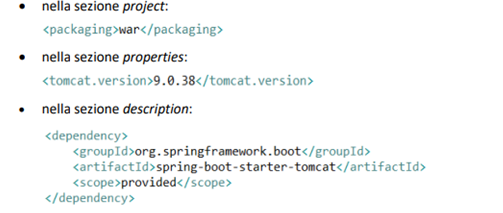 • nella sezione project:
<packaging>war</packaging>
• nella sezione properties:
<tomcat.version>9.0.38</tomcat.version>
• nella sezione description:
<dependency>
<groupId>org.springframework.boot</groupId>
<artifactId>spring-boot-starter-tomcat</artifactId>
<scope>provided</scope>
</dependency>